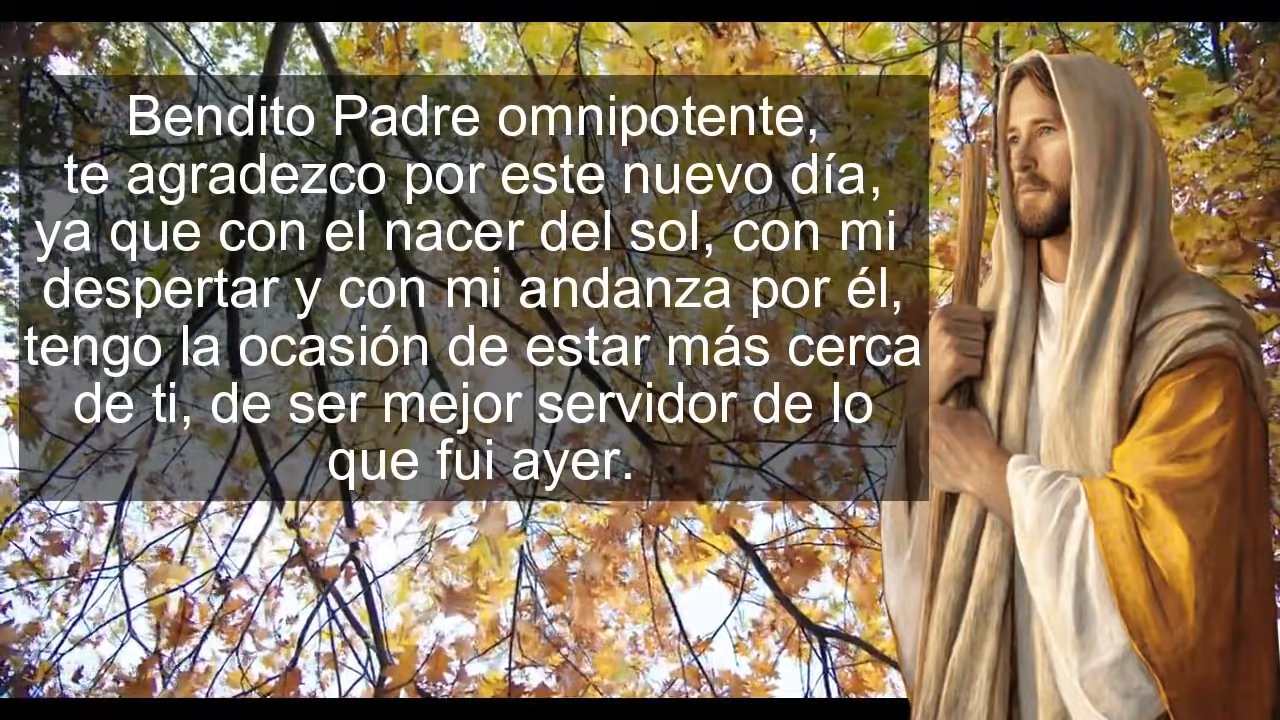 Bendito Padre omnipotente,
te agradezco por este nuevo día,
ya que con el nacer del sol, con mi
despertar y con mi andanza por él,
tengo la ocasión de estar más cerca
de ti, de ser mejor servidor de lo
que fui ayer.